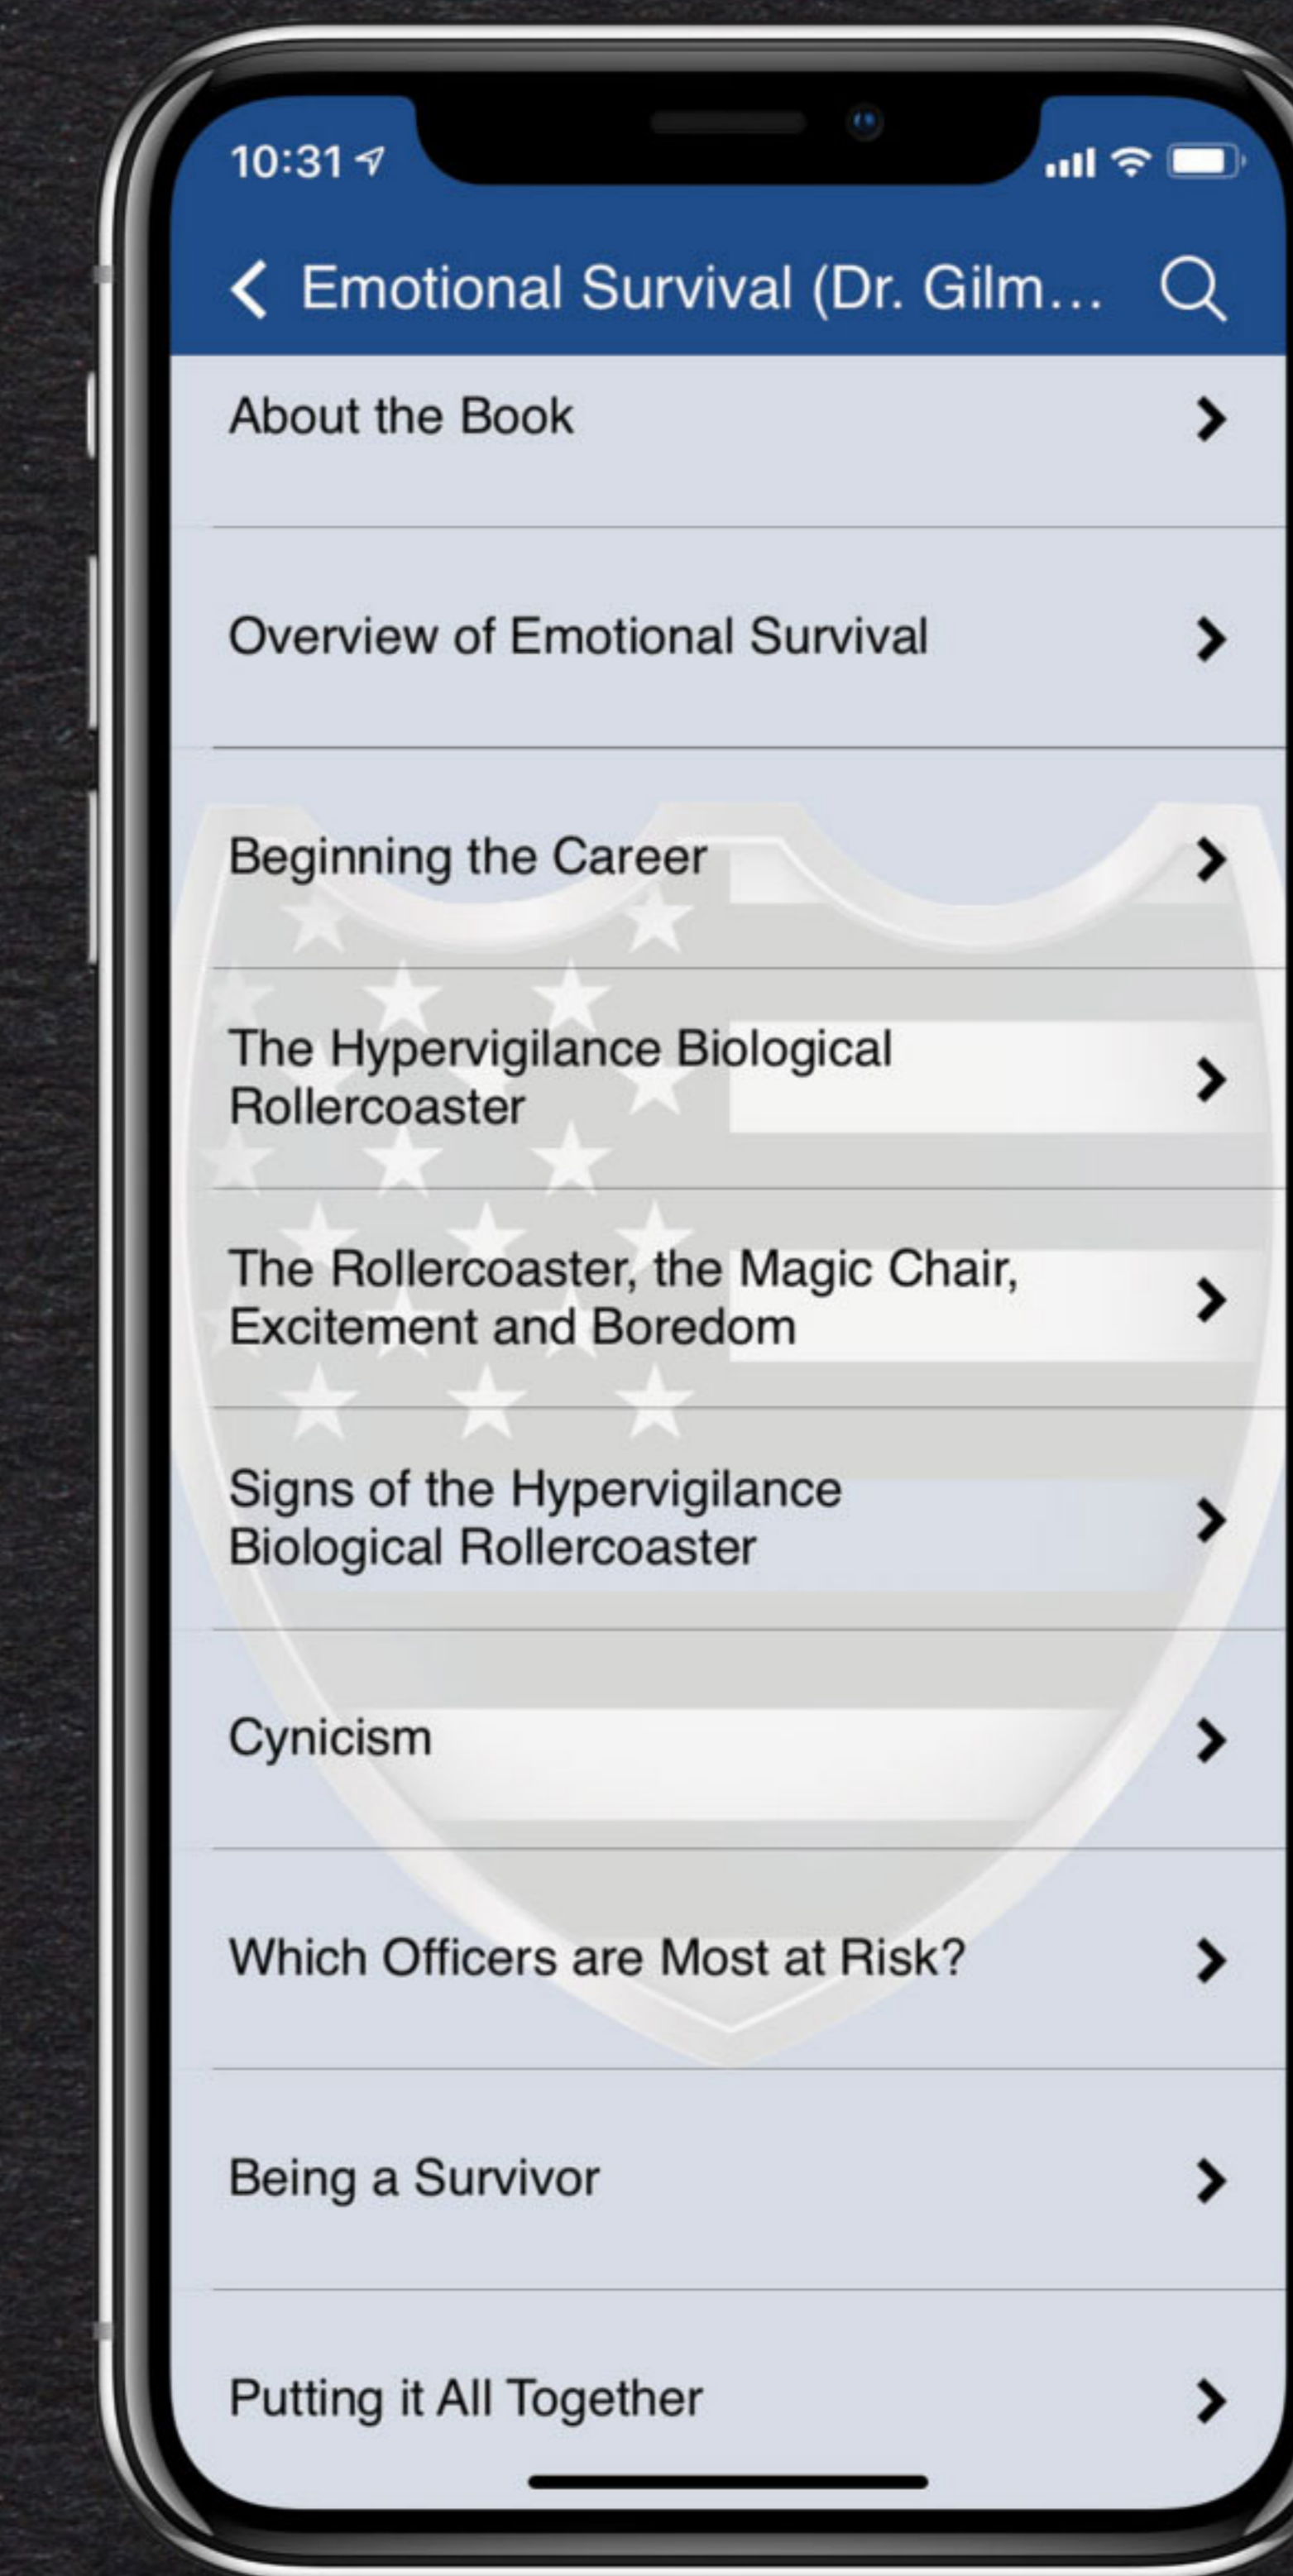 10:31
Emotional Survival (Dr. Gilm...
About the Book
Overview of Emotional Survival
Beginning the Career
The Hypervigilance Biological
Rollercoaster
The Rollercoaster, the Magic Chair,
Excitement and Boredom
Signs of the Hypervigilance
Biological Rollercoaster
Cynicism
Which Officers are Most at Risk?
Being a Survivor
Putting it All Together